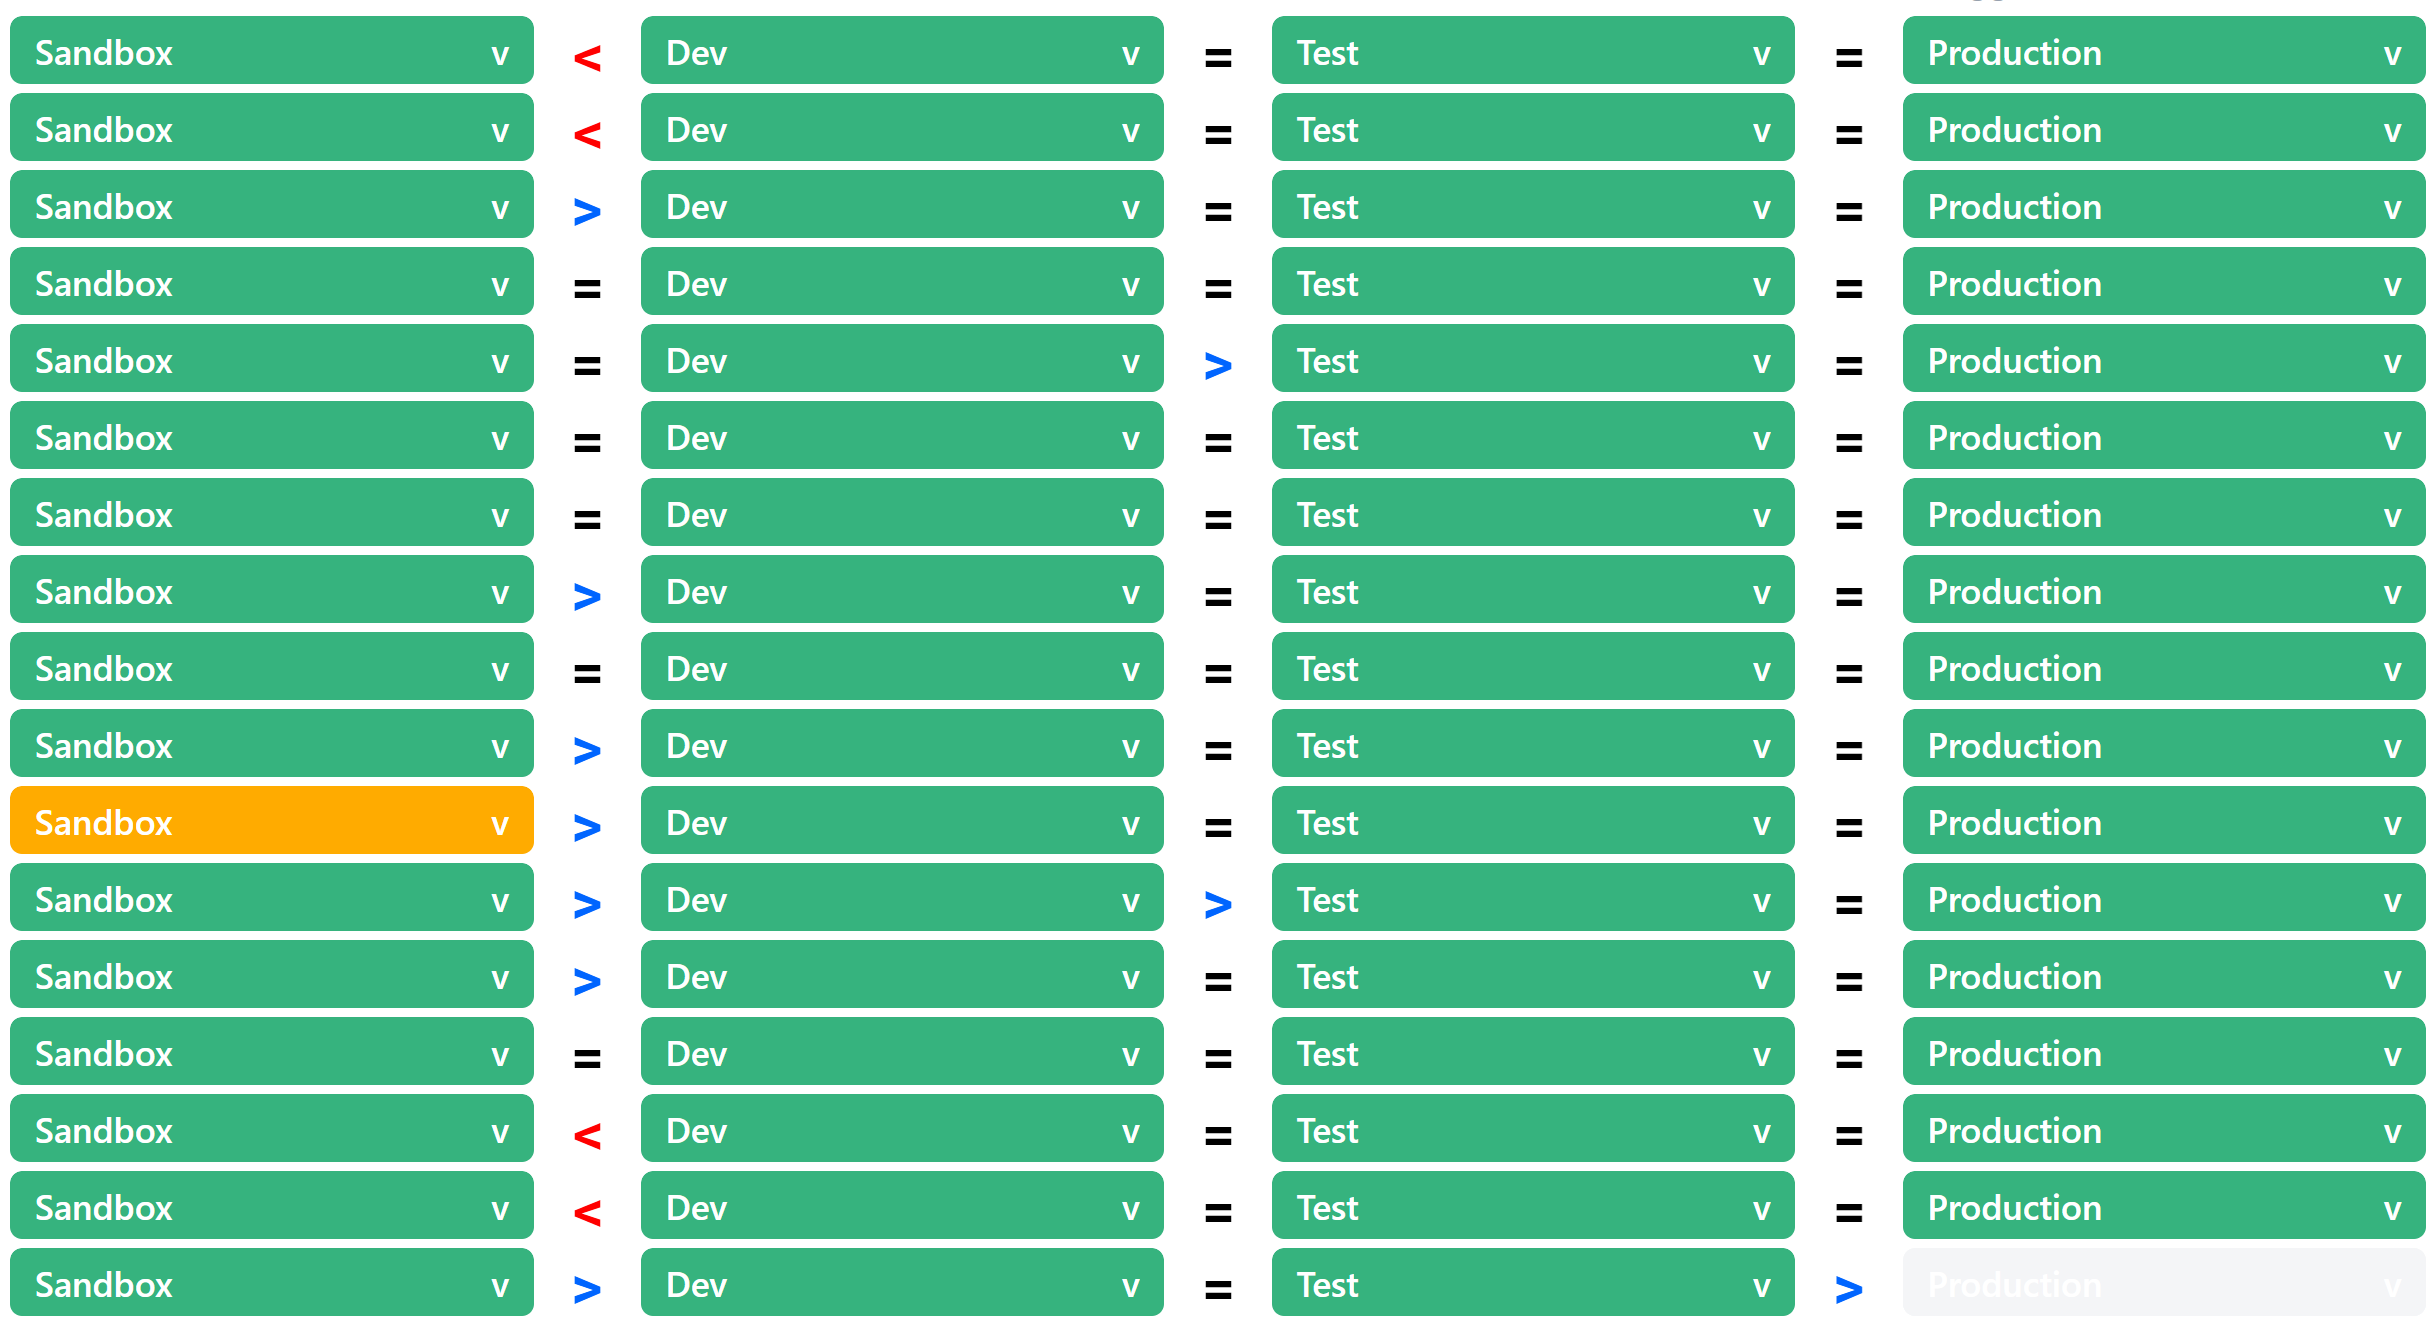 Sandbox v < Dev v = Test v = Production v
Sandbox v < Dev v = Test v = Production v
Sandbox v > Dev v = Test v = Production v
Sandbox v = Dev v = Test v = Production v
Sandbox v = Dev v > Test v = Production v
Sandbox v = Dev v = Test v = Production v
Sandbox v = Dev v = Test v = Production v
Sandbox v > Dev v = Test v = Production v
Sandbox v = Dev v = Test v = Production v
Sandbox v > Dev v = Test v = Production v
Sandbox v > Dev v = Test v = Production v
Sandbox v > Dev v > Test v = Production v
Sandbox v > Dev v = Test v = Production v
Sandbox v = Dev v = Test v = Production v
Sandbox v < Dev v = Test v = Production v
Sandbox v < Dev v = Test v = Production v
Sandbox v > Dev v = Test v > Production v